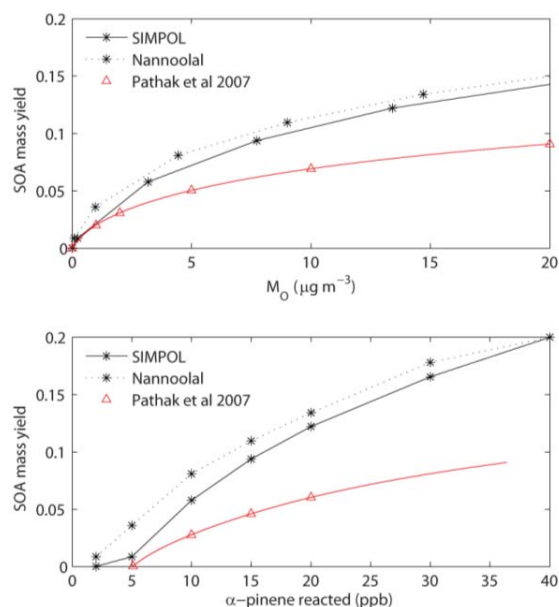 0.2
SIMPOL
Nannoolal
Pathak et al 2007
0.15
0.1
0.05
0
SOA mass yield
0 5 10 15 20
M_O (μg m⁻³)
0.2
SIMPOL
Nannoolal
Pathak et al 2007
0.15
0.1
0.05
0
SOA mass yield
0 5 10 15 20 25 30 35 40
α−pinene reacted (ppb)